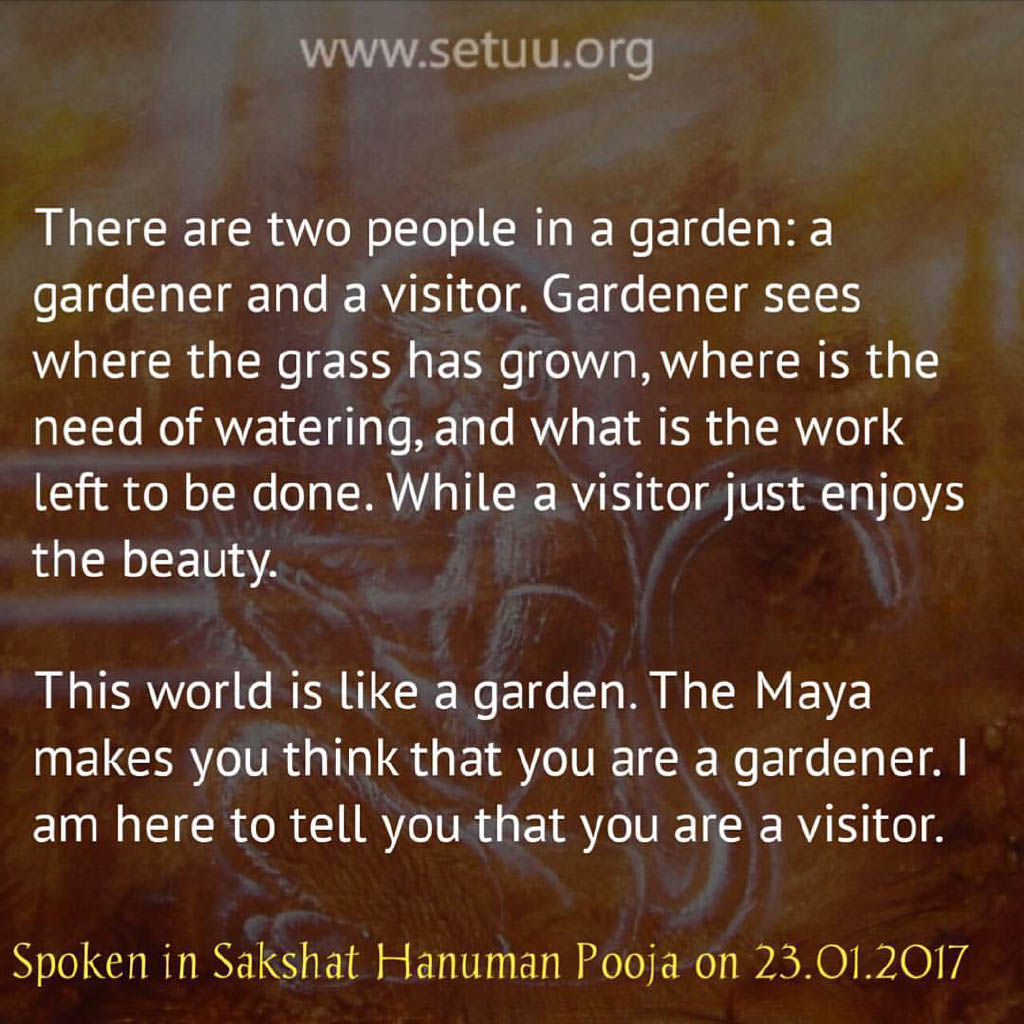 www.setuu.org
There are two people in a garden: a
gardener and a visitor. Gardener sees
where the grass has grown, where is the
need of watering, and what is the work
left to be done. While a visitor just enjoys
the beauty.
This world is like a garden. The Maya
makes you think that you are a gardener. I
am here to tell you that you are a visitor.
Spoken in Sakshat Hanuman Pooja on 23.01.2017